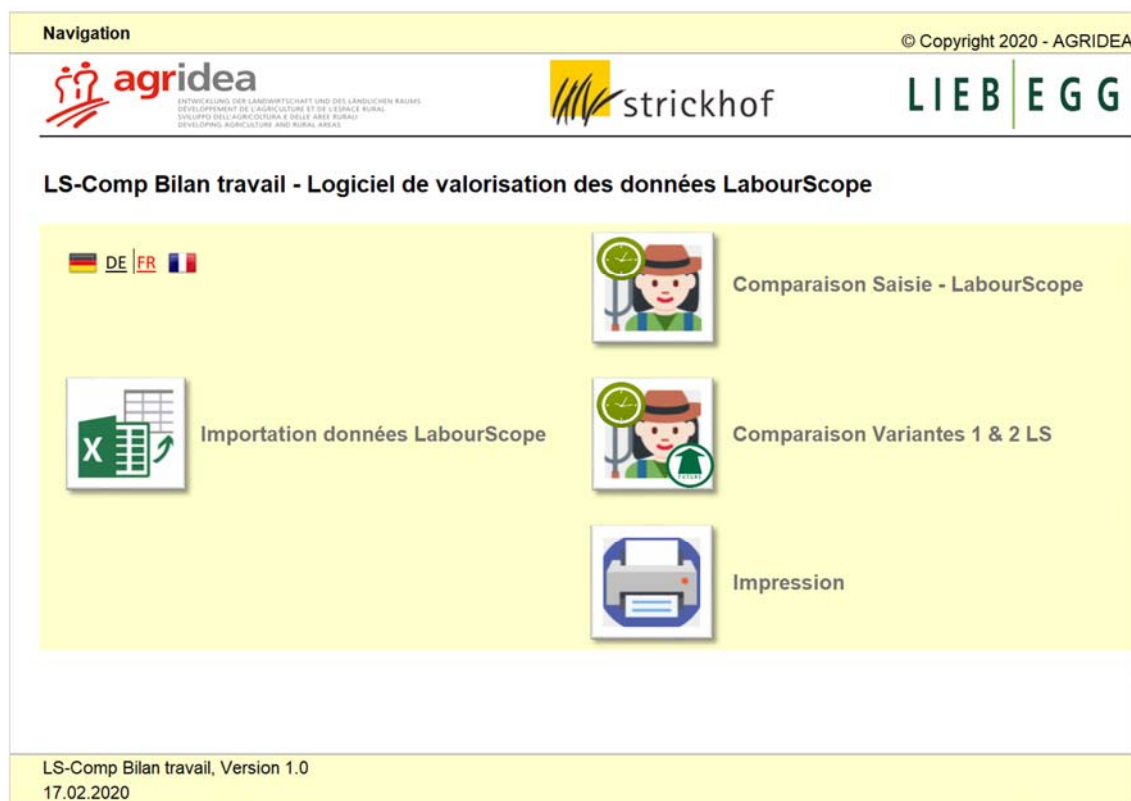 Navigation
© Copyright 2020 - AGRIDEA
agridea
ENTWICKLUNG DER LANDWIRTSCHAFT UND DES LÄNDLICHEN RAUMS
DÉVELOPPEMENT DE L'AGRICULTURE ET DE L'ESPACE RURAL
SVILUPPO DELL'AGRICOLTURA E DELLE AREE RURALI
DEVELOPING AGRICULTURE AND RURAL AREAS
strickhof
LIEBEGG
LS-Comp Bilan travail - Logiciel de valorisation des données LabourScope
DE FR
Comparaison Saisie - LabourScope
X
Importation données LabourScope
Comparaison Variantes 1 & 2 LS
FUTURE
Impression
LS-Comp Bilan travail, Version 1.0
17.02.2020